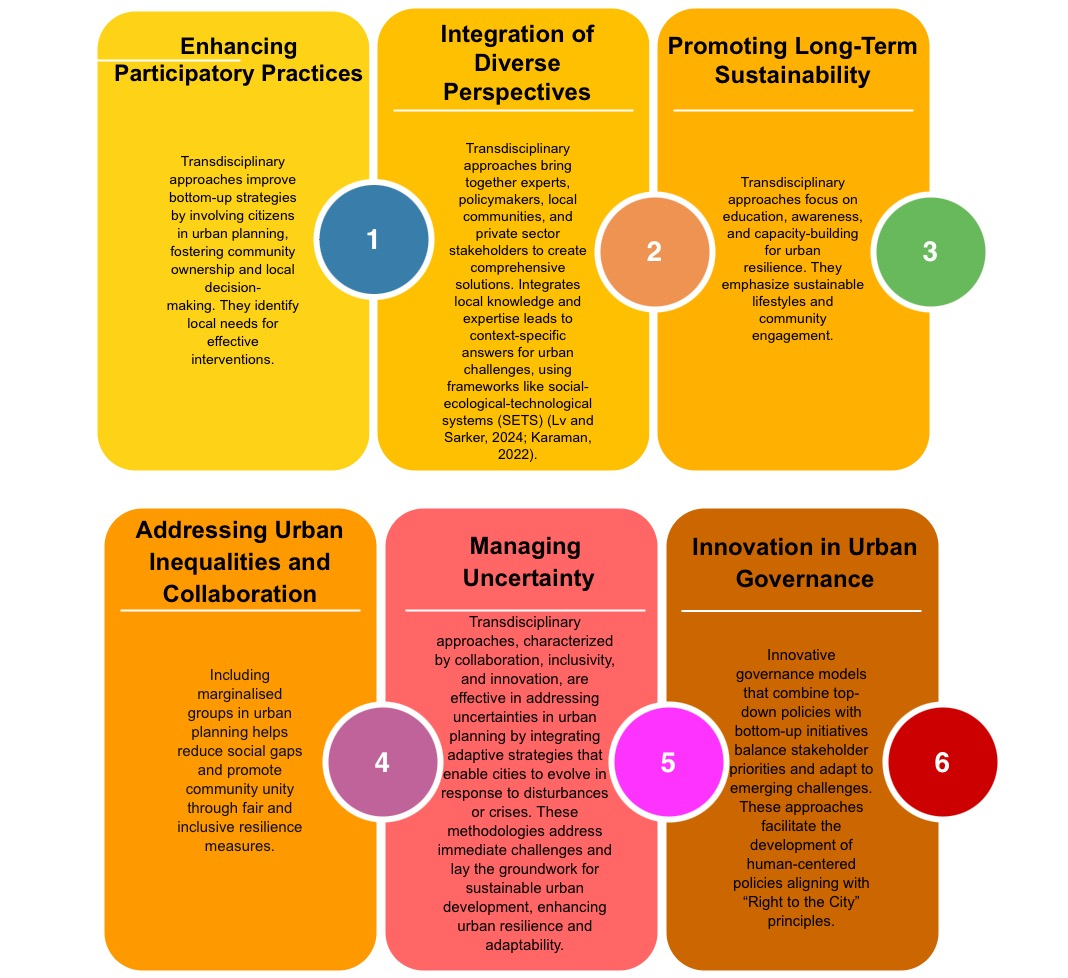 Enhancing
Participatory Practices
Transdisciplinary
approaches improve
bottom-up strategies
by involving citizens
in urban planning,
fostering community
ownership and local
decision-
making. They identify
local needs for
effective
interventions.
1
Integration of
Diverse
Perspectives
Transdisciplinary
approaches bring
together experts,
policymakers, local
communities, and
private sector
stakeholders to create
comprehensive
solutions. Integrates
local knowledge and
expertise leads to
context-specific
answers for urban
challenges, using
frameworks like social-
ecological-technological
systems (SETS) (Lv and
Sarker, 2024; Karaman,
2022).
2
Promoting Long-Term
Sustainability
Transdisciplinary
approaches focus on
education, awareness,
and capacity-building
for urban
resilience. They
emphasize sustainable
lifestyles and
community
engagement.
3
Addressing Urban
Inequalities and
Collaboration
Including
marginalised
groups in urban
planning helps
reduce social gaps
and promote
community unity
through fair and
inclusive resilience
measures.
4
Managing
Uncertainty
Transdisciplinary
approaches, characterized
by collaboration, inclusivity,
and innovation, are
effective in addressing
uncertainties in urban
planning by integrating
adaptive strategies that
enable cities to evolve in
response to disturbances
or crises. These
methodologies address
immediate challenges and
lay the groundwork for
sustainable urban
development, enhancing
urban resilience and
adaptability.
5
Innovation in Urban
Governance
Innovative
governance models
that combine top-
down policies with
bottom-up initiatives
balance stakeholder
priorities and adapt to
emerging challenges.
These approaches
facilitate the
development of
human-centered
policies aligning with
“Right to the City”
principles.
6